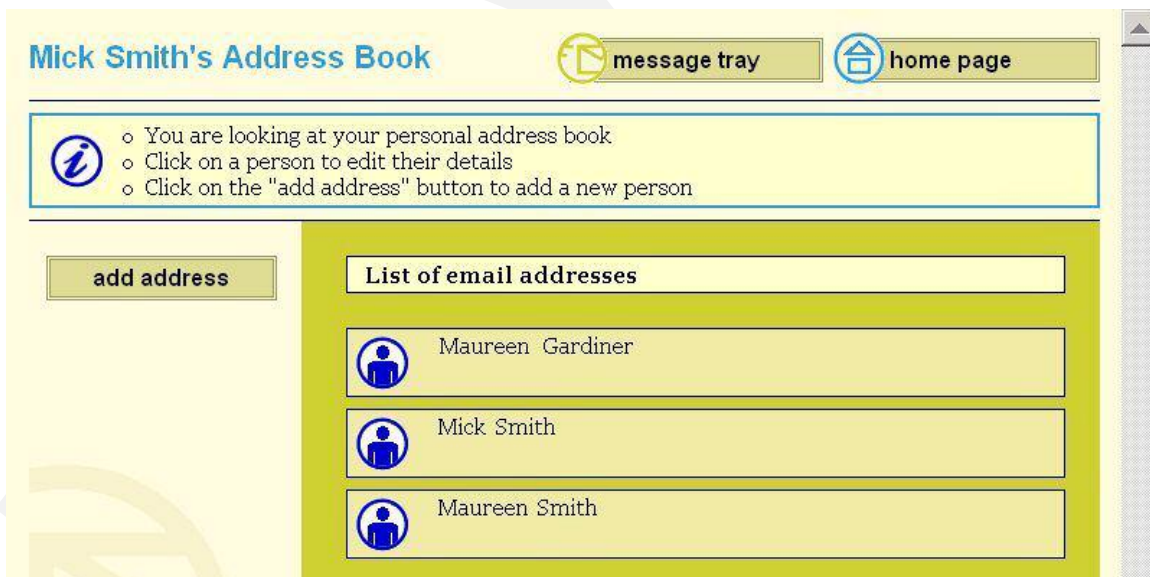 Mick Smith's Address Book
message tray
home page
You are looking at your personal address book
Click on a person to edit their details
Click on the "add address" button to add a new person
add address
List of email addresses
Maureen Gardiner
Mick Smith
Maureen Smith